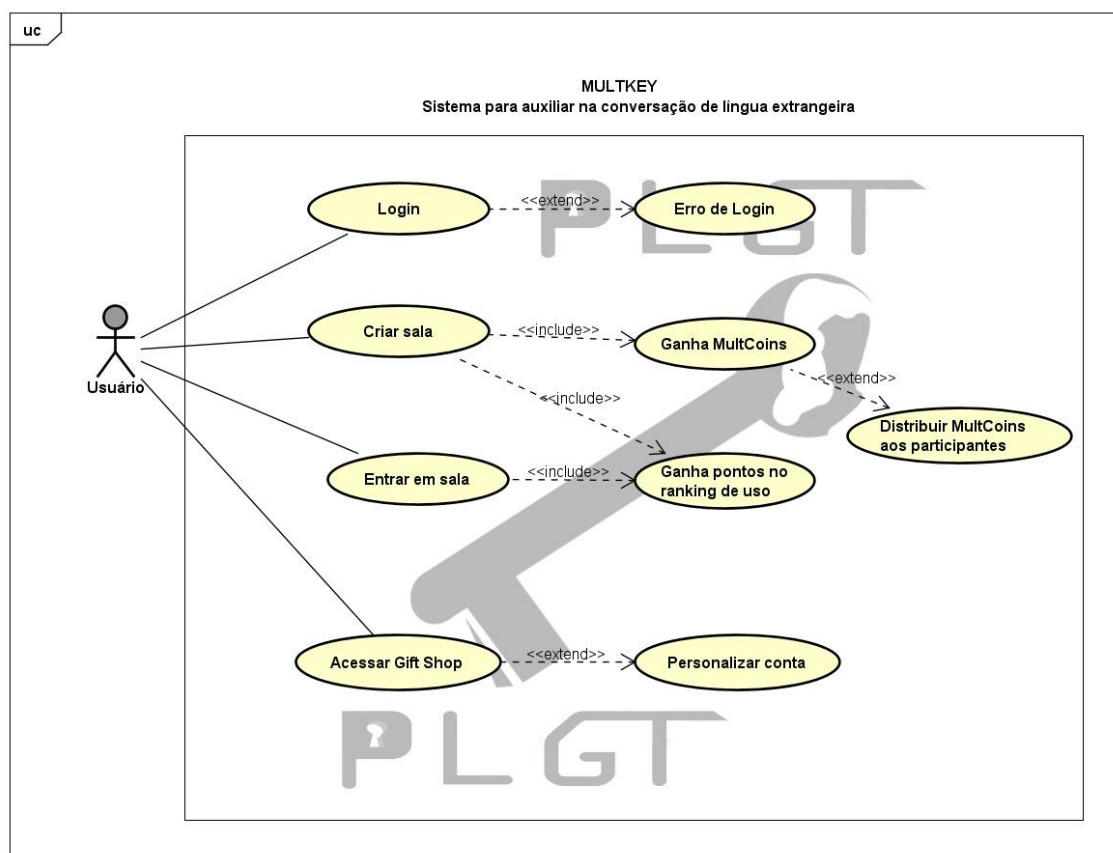 uc
MULTKEY
Sistema para auxiliar na conversação de língua extrangeira
PLGT
Login
<<extend>>
Erro de Login
Usuário
Criar sala
<<include>>
Ganha MultCoins
<<extend>>
<<include>>
Distribuir MultCoins
aos participantes
Entrar em sala
<<include>>
Ganha pontos no
ranking de uso
Acessar Gift Shop
<<extend>>
Personalizar conta
PLGT